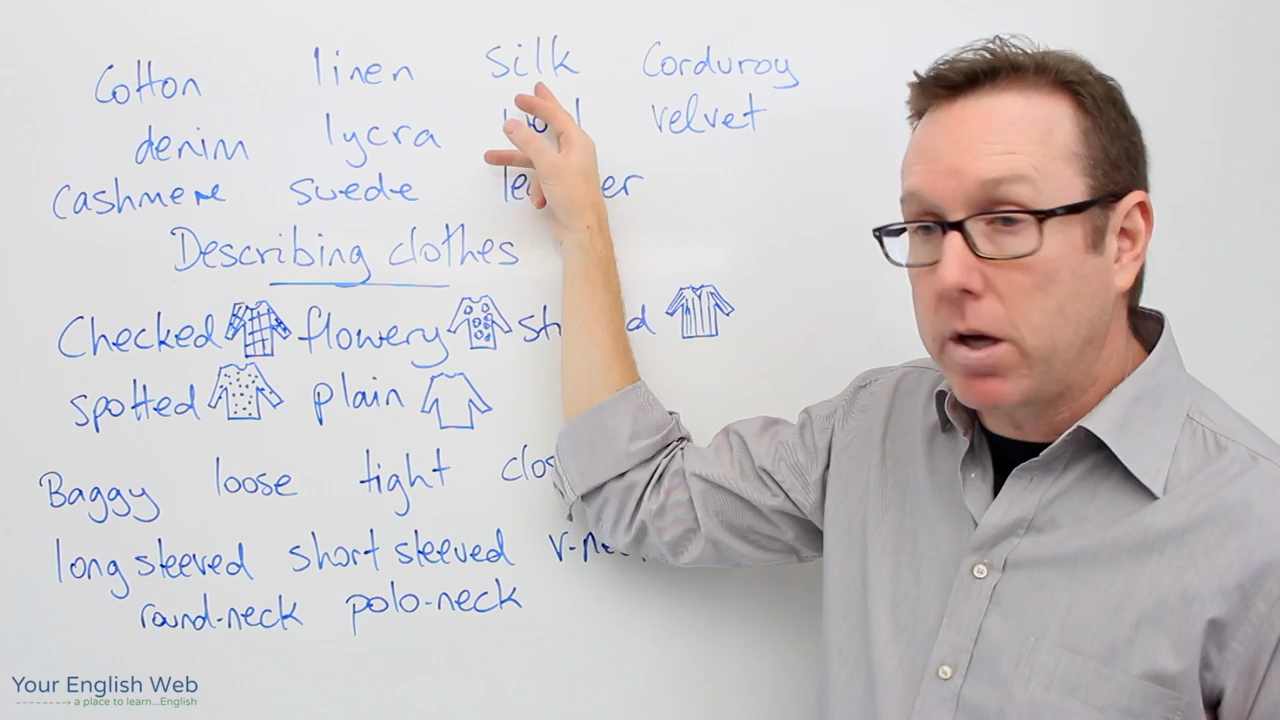 Cotton linen silk Corduroy
denim lycra velvet
Cashmere suede
Describing clothes
Checked flowery
spotted plain
Baggy loose tight
long sleeved short sleeved
round-neck polo-neck
Your English Web
a place to learn...English